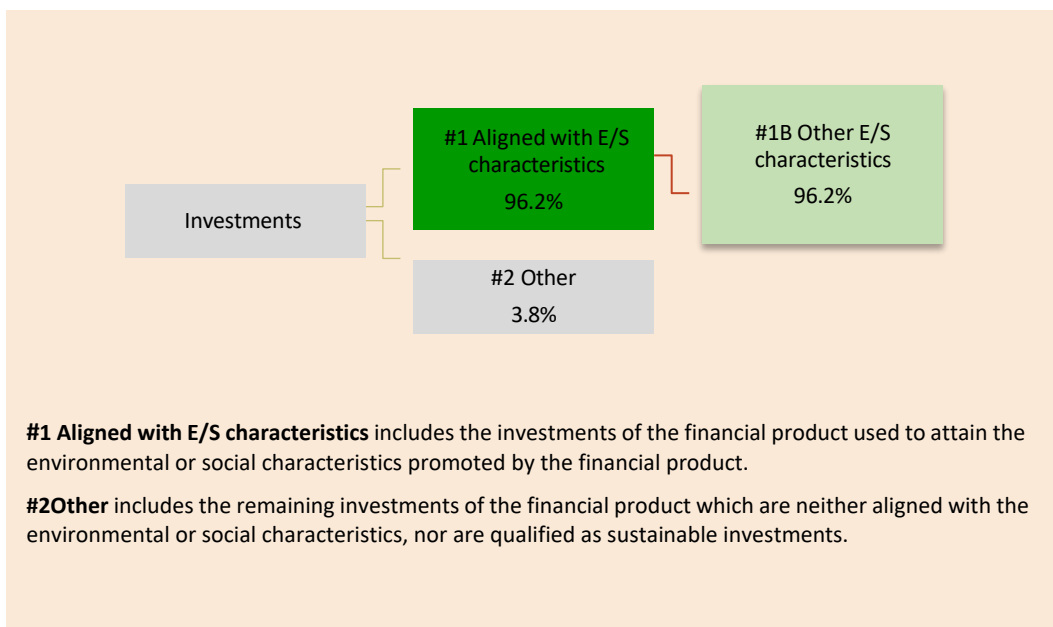 Investments
#1 Aligned with E/S
characteristics
96.2%
#1B Other E/S
characteristics
96.2%
#2 Other
3.8%
#1 Aligned with E/S characteristics includes the investments of the financial product used to attain the
environmental or social characteristics promoted by the financial product.
#2Other includes the remaining investments of the financial product which are neither aligned with the
environmental or social characteristics, nor are qualified as sustainable investments.